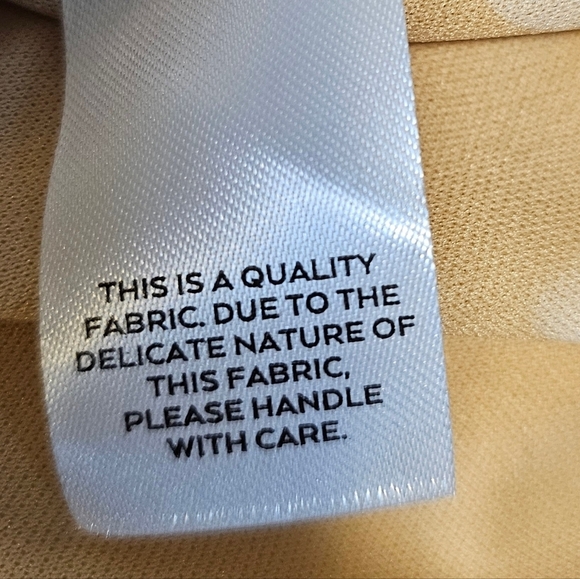 THIS IS A QUALITY
FABRIC. DUE TO THE
DELICATE NATURE OF
THIS FABRIC,
PLEASE HANDLE
WITH CARE.